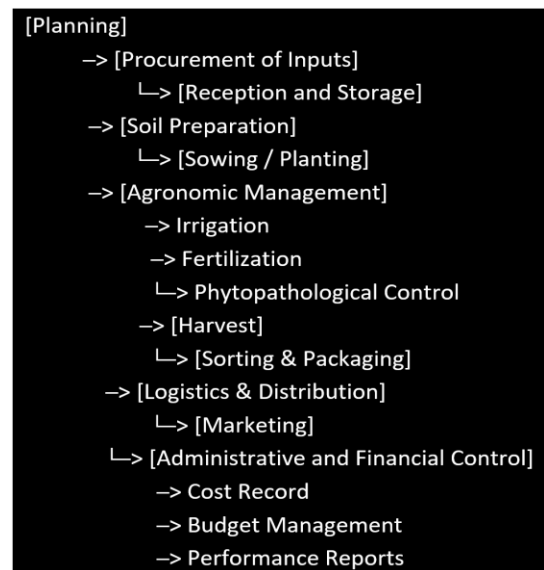 [Planning]
—> [Procurement of Inputs]
└—> [Reception and Storage]
—> [Soil Preparation]
└—> [Sowing / Planting]
—> [Agronomic Management]
—> Irrigation
—> Fertilization
└—> Phytopathological Control
—> [Harvest]
└—> [Sorting & Packaging]
—> [Logistics & Distribution]
└—> [Marketing]
└—> [Administrative and Financial Control]
—> Cost Record
—> Budget Management
—> Performance Reports